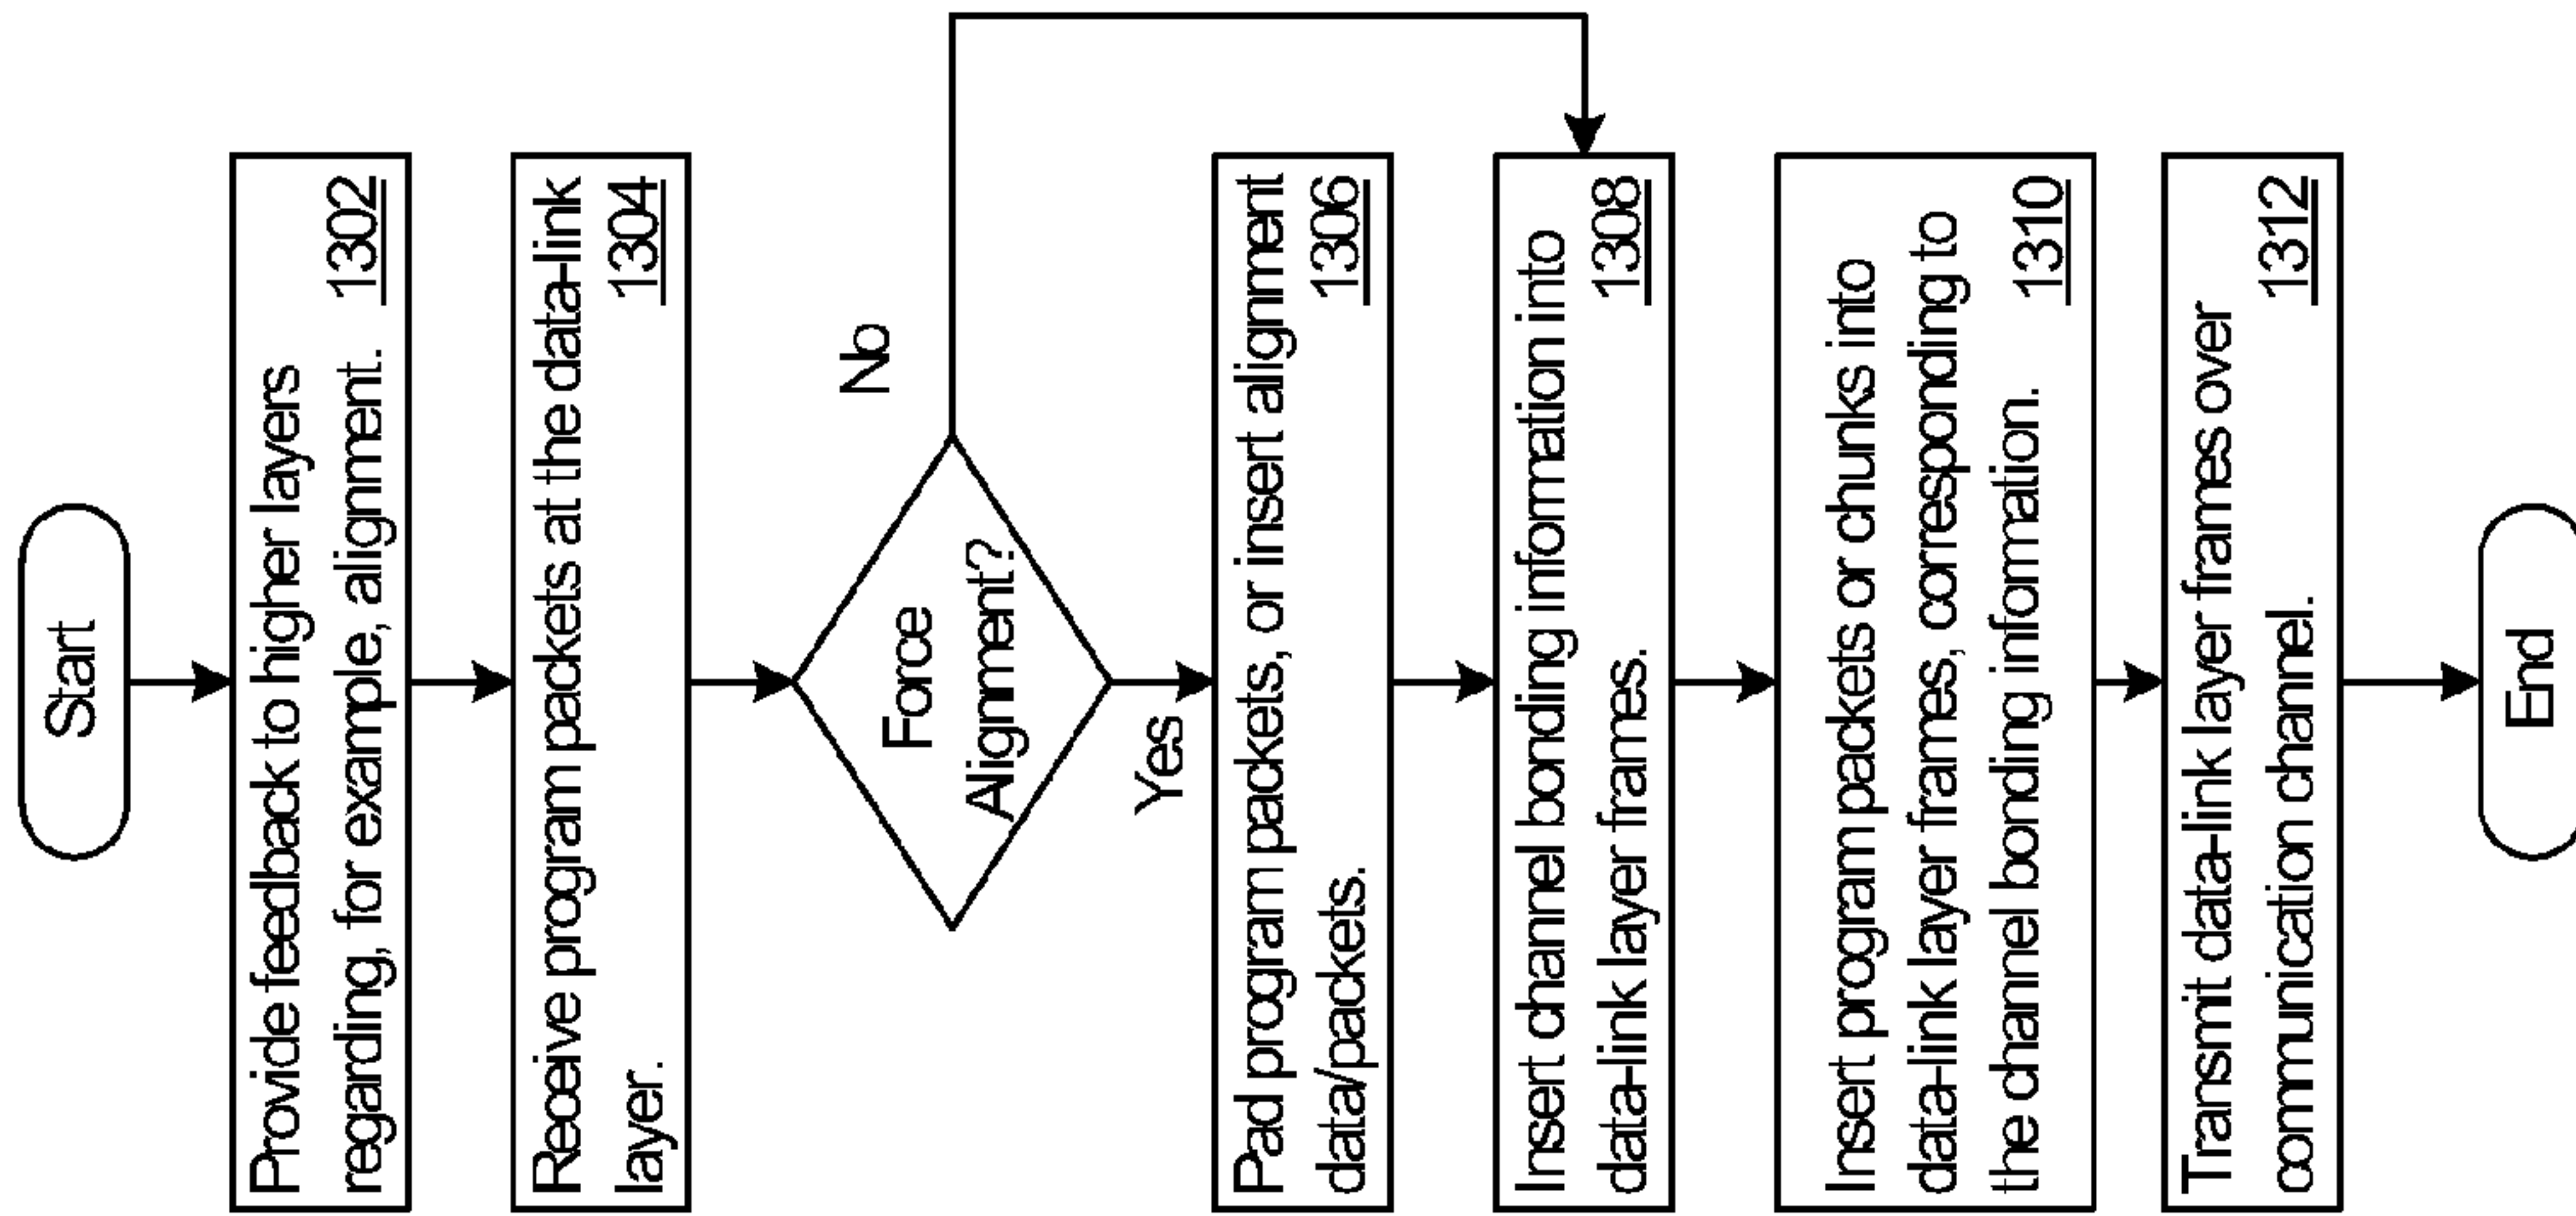 Start
Provide feedback to higher layers
regarding, for example, alignment. 1302
Receive program packets at the data-link
layer. 1304
Force
Alignment?
No
Yes
Pad program packets, or insert alignment
data/packets. 1306
Insert channel bonding information into
data-link layer frames. 1308
Insert program packets or chunks into
data-link layer frames, corresponding to
the channel bonding information. 1310
Transmit data-link layer frames over
communication channel. 1312
End